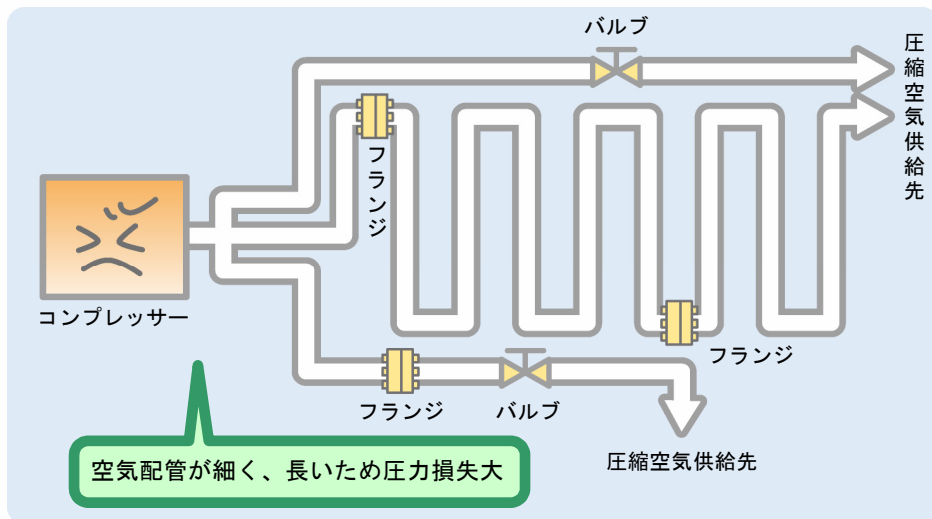 バルブ
圧縮空気供給先
フランジ
コンプレッサー
フランジ
フランジ
バルブ
圧縮空気供給先
空気配管が細く、長いため圧力損失大